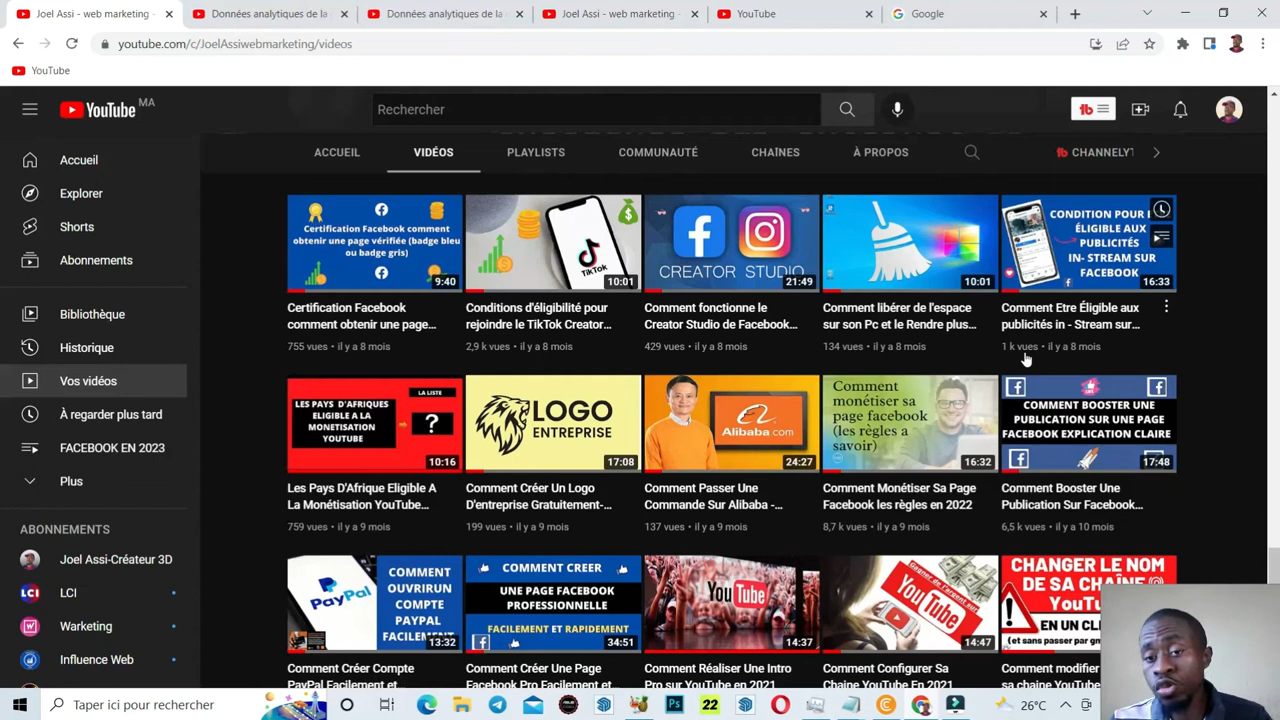 Joel Assi - web marketing -
Données analytiques de la
Données analytiques de la
Joel Assi - web marketing -
YouTube
Google
youtube.com/c/JoelAssiwebmarketing/videos
YouTube
YouTube MA
Rechercher
Accueil
Explorer
Shorts
Abonnements
Bibliothèque
Historique
Vos vidéos
À regarder plus tard
FACEBOOK EN 2023
Plus
ABONNEMENTS
Joel Assi-Créateur 3D
LCI
LCI
Warketing
Influence Web
ACCUEIL
VIDÉOS
PLAYLISTS
COMMUNAUTÉ
CHAÎNES
À PROPOS
tb CHANNELYT
Certification Facebook comment
obtenir une page vérifiée (badge bleu
ou badge gris)
9:40
Certification Facebook
comment obtenir une page...
755 vues • il y a 8 mois
TikTok
10:01
Conditions d'éligibilité pour
rejoindre le TikTok Creator...
2,9 k vues • il y a 8 mois
CREATOR STUDIO
21:49
Comment fonctionne le
Creator Studio de Facebook...
429 vues • il y a 8 mois
10:01
Comment libérer de l'espace
sur son Pc et le Rendre plus...
134 vues • il y a 8 mois
CONDITION POUR
ÉLIGIBLE AUX
PUBLICITÉS
IN- STREAM SUR
FACEBOOK
16:33
Comment Etre Éligible aux
publicités in - Stream sur...
1 k vues • il y a 8 mois
LA LISTE
LES PAYS D'AFRIQUES
ELIGIBLE A LA
MONETISATION
YOUTUBE
?
10:16
Les Pays D'Afrique Eligible A
La Monétisation YouTube...
759 vues • il y a 9 mois
LOGO
ENTREPRISE
17:08
Comment Créer Un Logo
D'entreprise Gratuitement-...
199 vues • il y a 9 mois
Alibaba.com
24:27
Comment Passer Une
Commande Sur Alibaba -...
137 vues • il y a 9 mois
Comment
monétiser sa
page facebook
(les règles a
savoir)
16:32
Comment Monétiser Sa Page
Facebook les règles en 2022
8,7 k vues • il y a 9 mois
COMMENT BOOSTER UNE
PUBLICATION SUR UNE PAGE
FACEBOOK EXPLICATION CLAIRE
17:48
Comment Booster Une
Publication Sur Facebook...
6,5 k vues • il y a 10 mois
PayPal
COMMENT
OUVRIRUN
COMPTE
PAYPAL
FACILEMENT
13:32
Comment Créer Compte
PayPal Facilement et
COMMENT CREER
UNE PAGE FACEBOOK
PROFESSIONNELLE
FACILEMENT ET RAPIDEMENT
34:51
Comment Créer Une Page
Facebook Pro Facilement et
YouTube
14:37
Comment Réaliser Une Intro
Pro sur YouTube en 2021
Gagner de l'argent sur
YouTube
14:47
Comment Configurer Sa
Chaine YouTube En 2021
CHANGER LE NOM
DE SA CHAÎNE
YouTu
EN UN CL
(et sans passer par gm
Comment modifier
sa chaine You
Taper ici pour rechercher
22
26°C